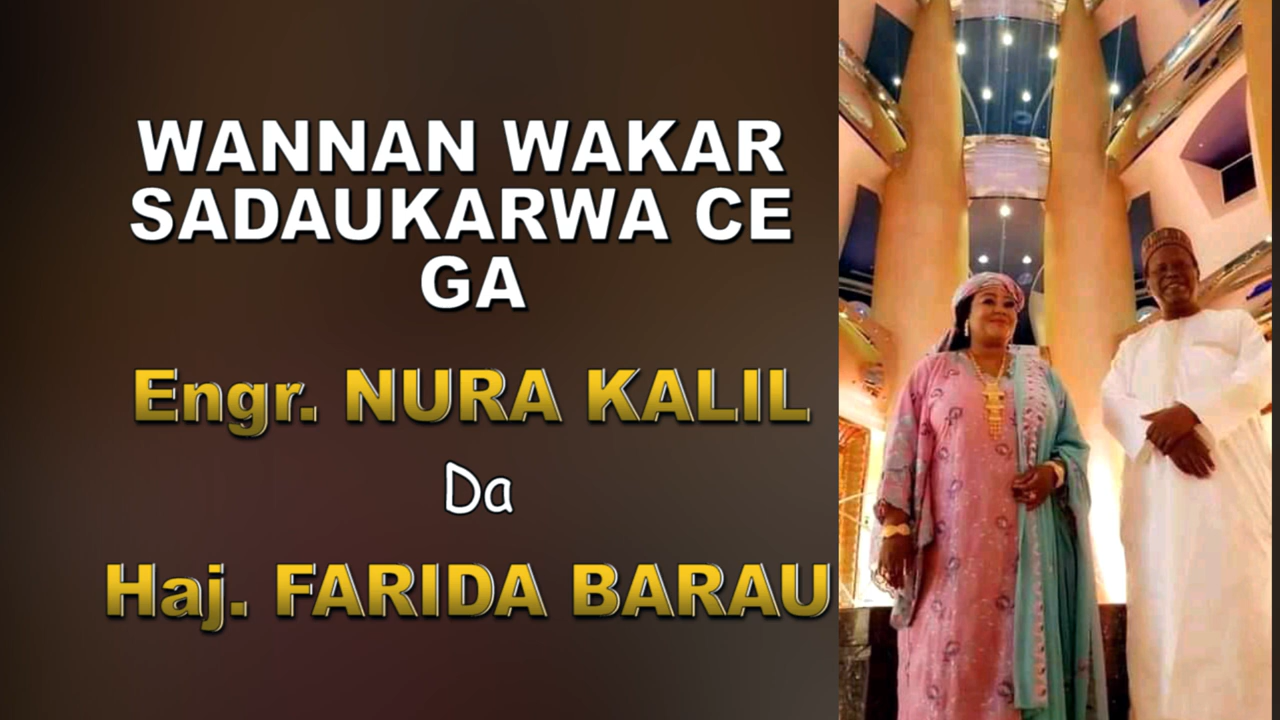 WANNAN WAKAR
SADAUKARWA CE
GA
Engr. NURA KALIL
Da
Haj. FARIDA BARAU